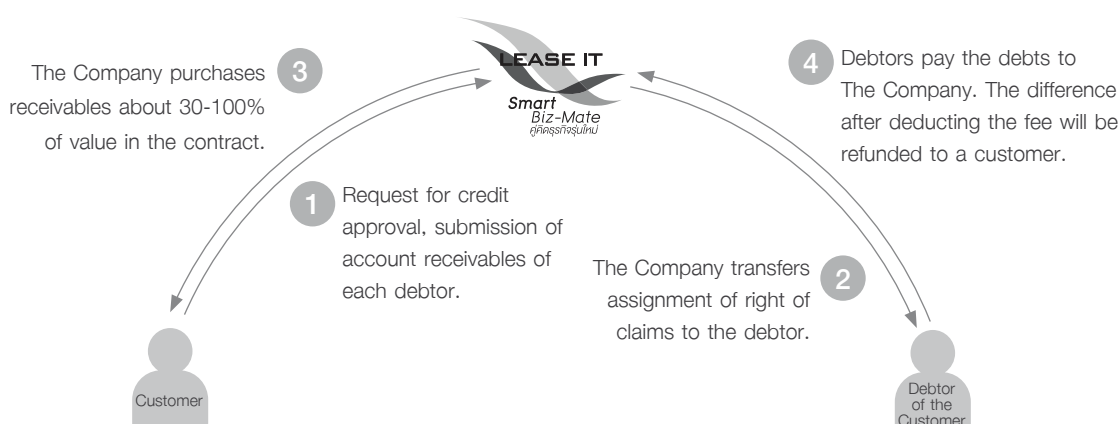 LEASE IT
Smart
Biz-Mate
คู่คิดธุรกิจรุ่นใหม่
3
The Company purchases
receivables about 30-100%
of value in the contract.
4
Debtors pay the debts to
The Company. The difference
after deducting the fee will be
refunded to a customer.
1
Request for credit
approval, submission of
account receivables of
each debtor.
2
The Company transfers
assignment of right of
claims to the debtor.
Customer
Debtor
of the
Customer